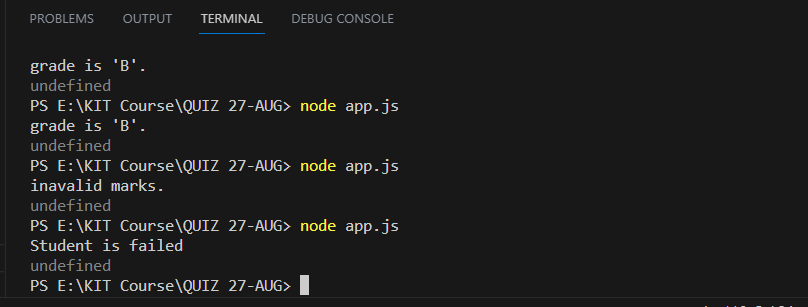 PROBLEMS OUTPUT TERMINAL DEBUG CONSOLE
grade is 'B'.
undefined
PS E:\KIT Course\QUIZ 27-AUG> node app.js
grade is 'B'.
undefined
PS E:\KIT Course\QUIZ 27-AUG> node app.js
inavalid marks.
undefined
PS E:\KIT Course\QUIZ 27-AUG> node app.js
Student is failed
undefined
PS E:\KIT Course\QUIZ 27-AUG>